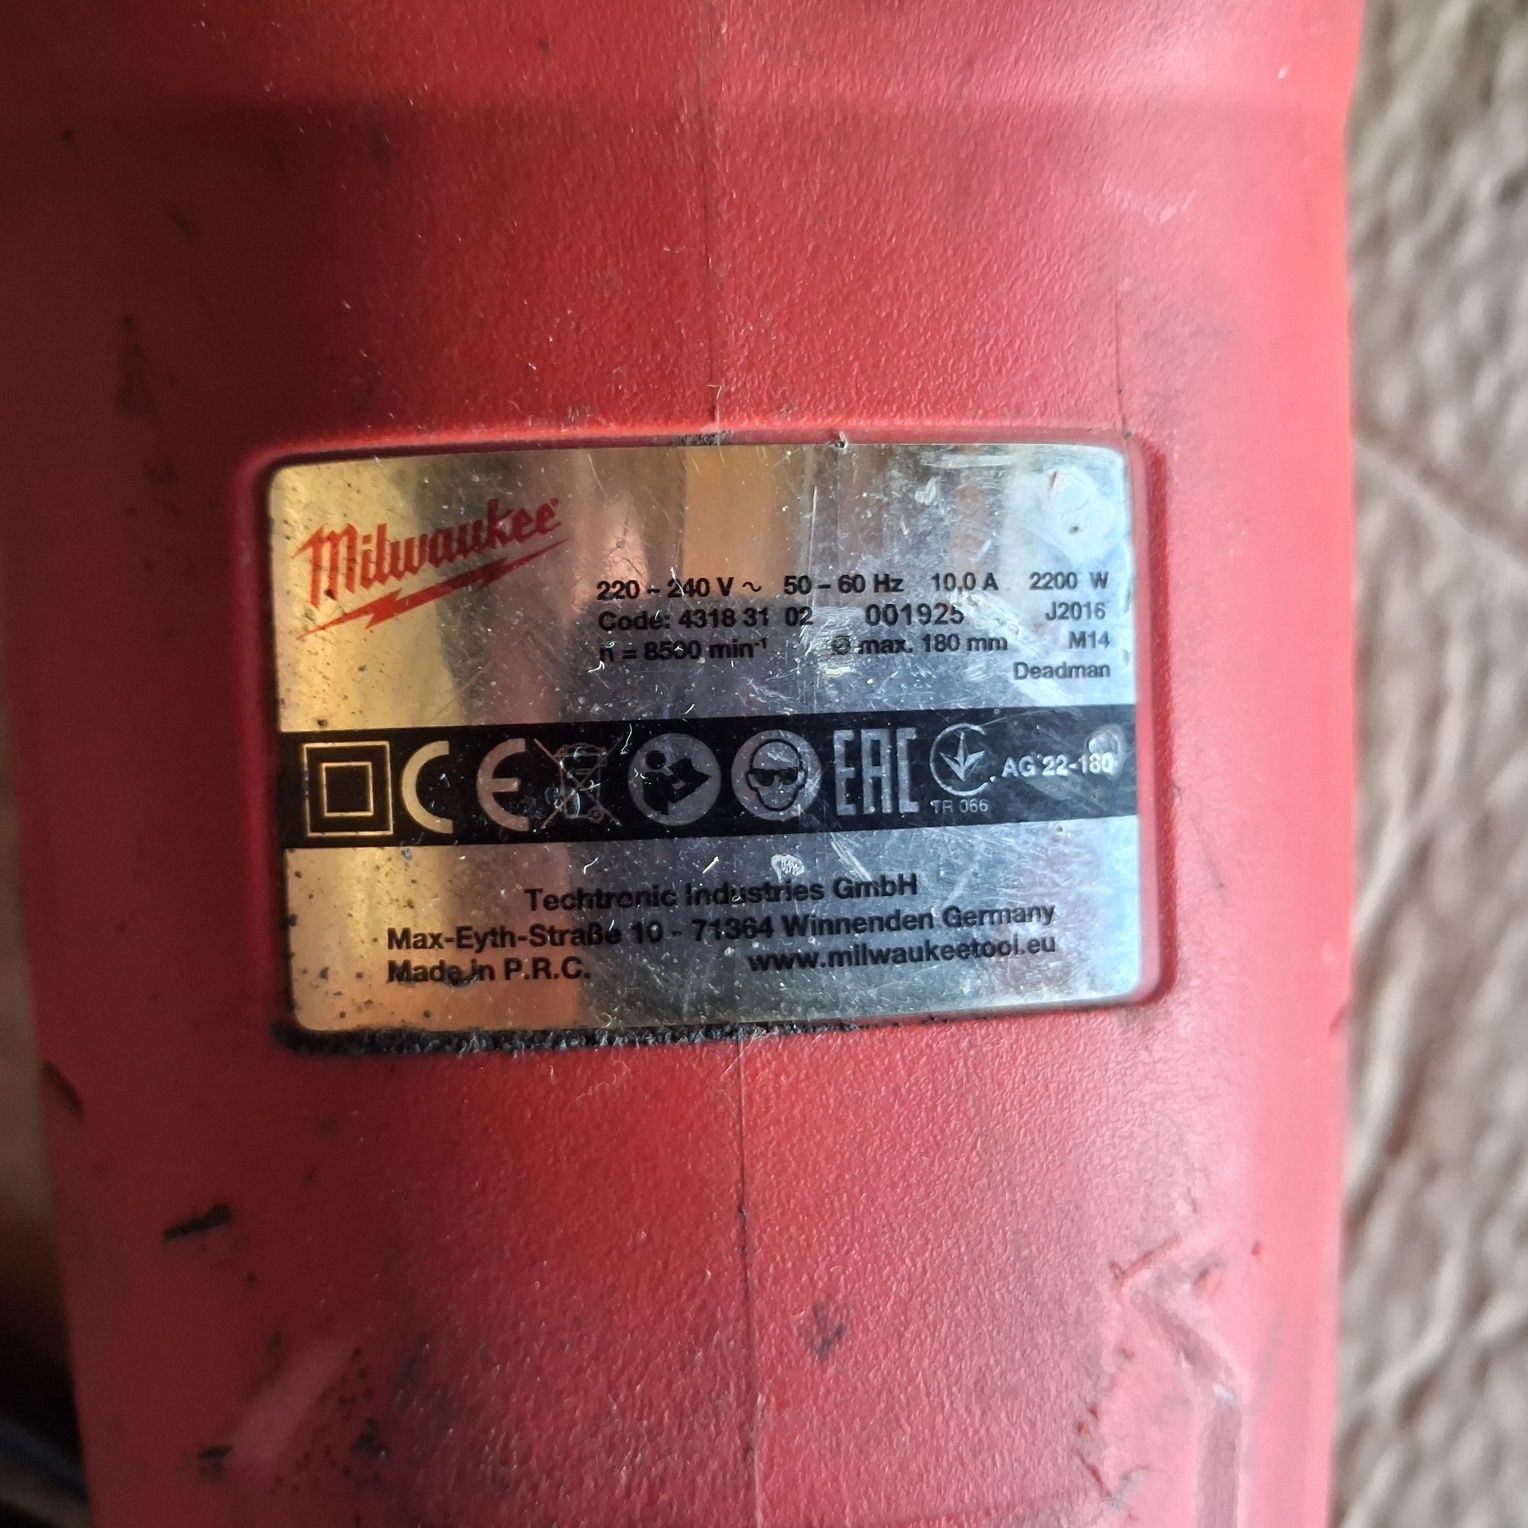 Milwaukee
220 – 240 V ~ 50 – 60 Hz 10,0 A 2200 W
Code: 4318 31 02 001925 J2016
n = 8500 min⁻¹ Ø max. 180 mm M14
Deadman
CE EAC TR 066 AG 22-180
Techtronic Industries GmbH
Max-Eyth-Straße 10 - 71364 Winnenden Germany
Made in P.R.C. www.milwaukeetool.eu